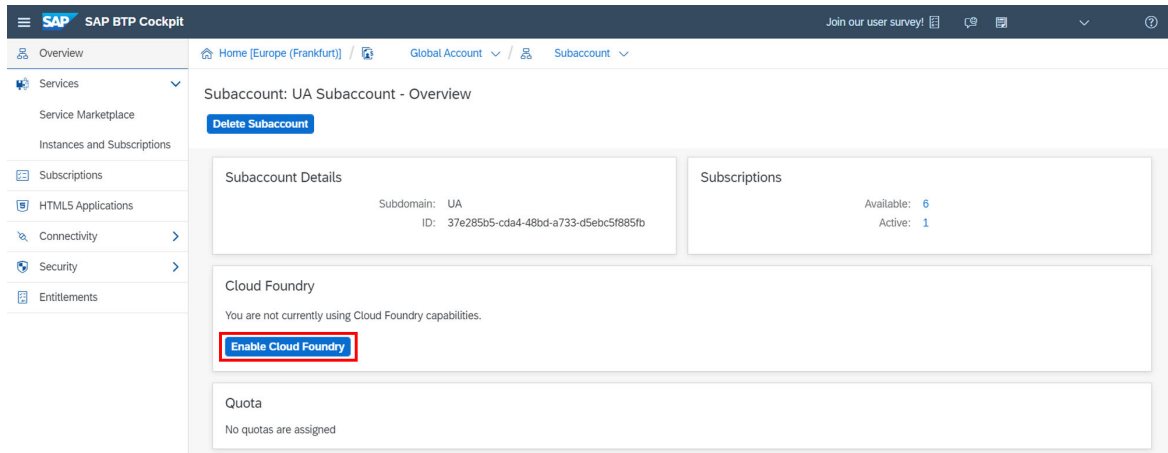 SAP SAP BTP Cockpit
Join our user survey!
Overview
Services
Service Marketplace
Instances and Subscriptions
Subscriptions
HTML5 Applications
Connectivity
Security
Entitlements
Home [Europe (Frankfurt)] / Global Account / Subaccount
Subaccount: UA Subaccount - Overview
Delete Subaccount
Subaccount Details
Subdomain: UA
ID: 37e285b5-cda4-48bd-a733-d5ebc5f885fb
Subscriptions
Available: 6
Active: 1
Cloud Foundry
You are not currently using Cloud Foundry capabilities.
Enable Cloud Foundry
Quota
No quotas are assigned